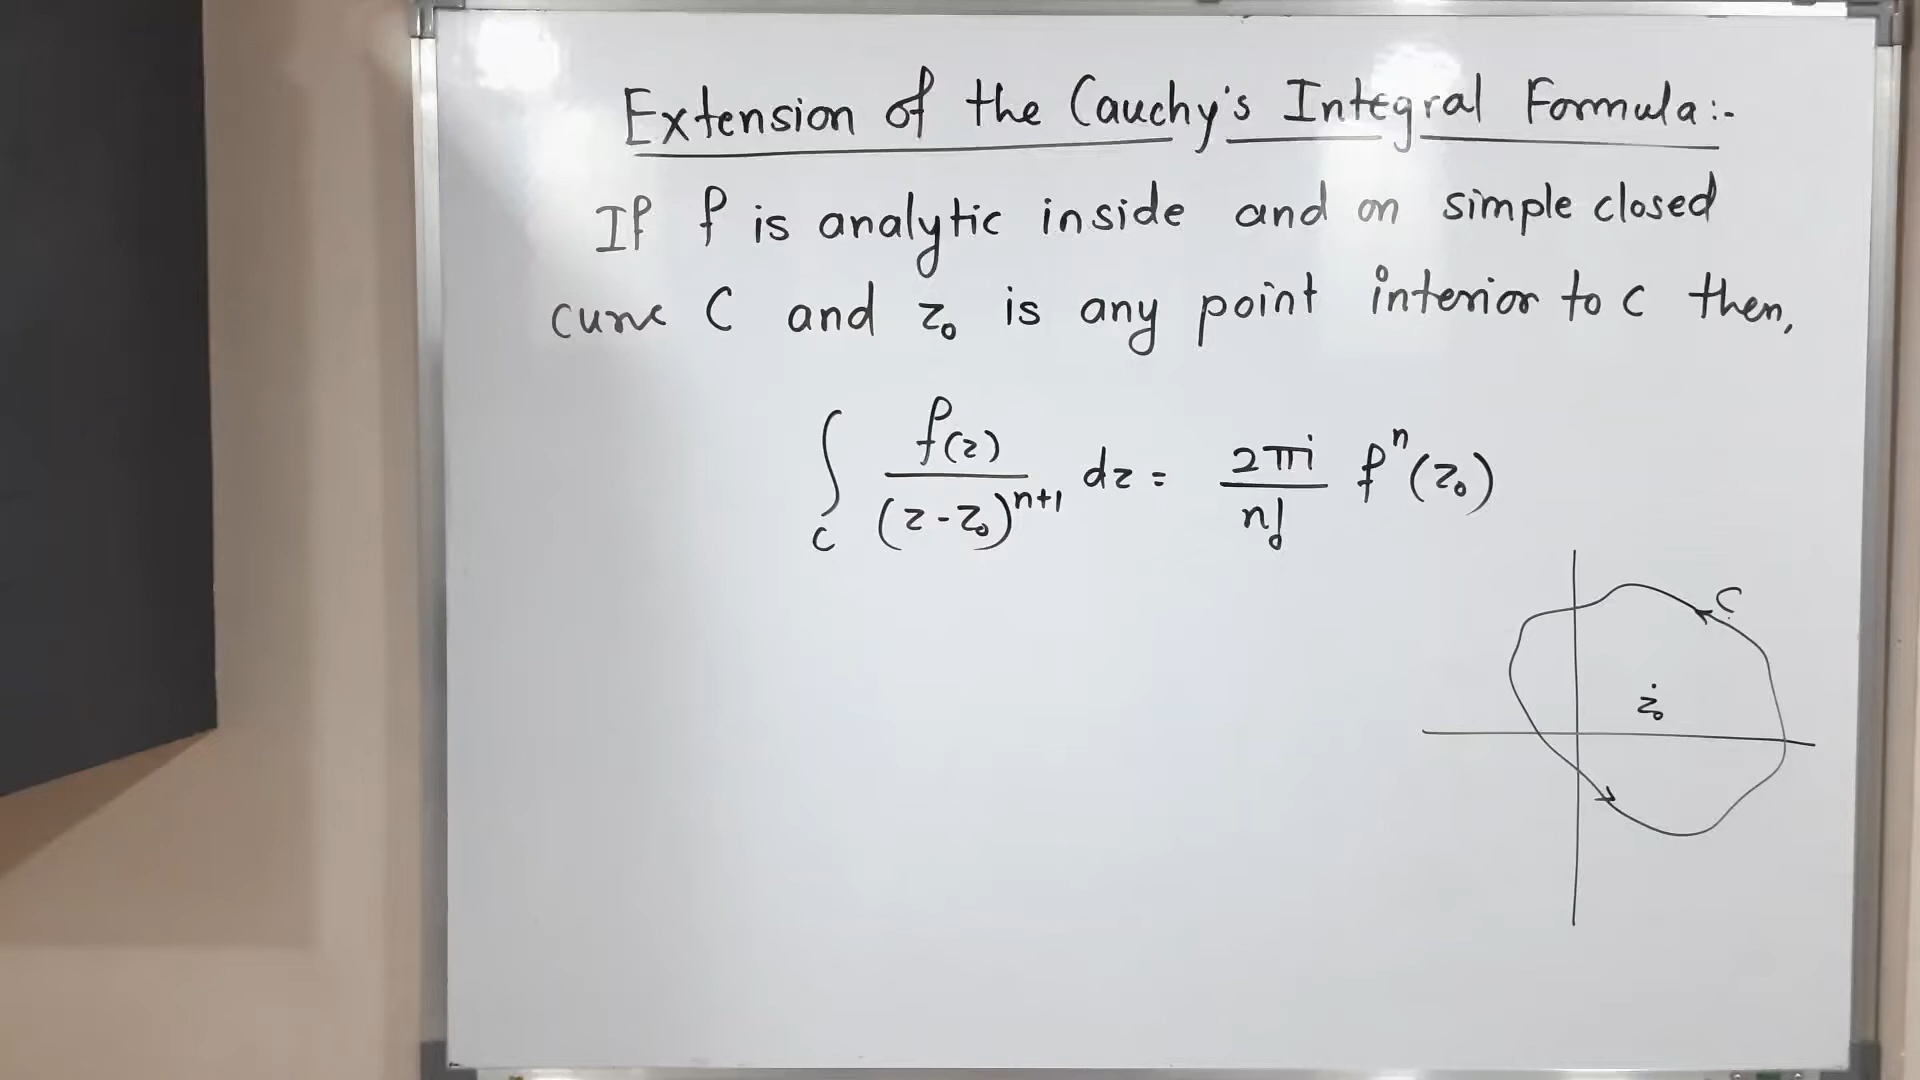 Extension of the Cauchy's Integral Formula:-
If f is analytic inside and on simple closed
curve C and z₀ is any point interior to C then,
∫_C f(z)/(z-z₀)^(n+1) dz = 2πi/n! fⁿ(z₀)
C
z₀